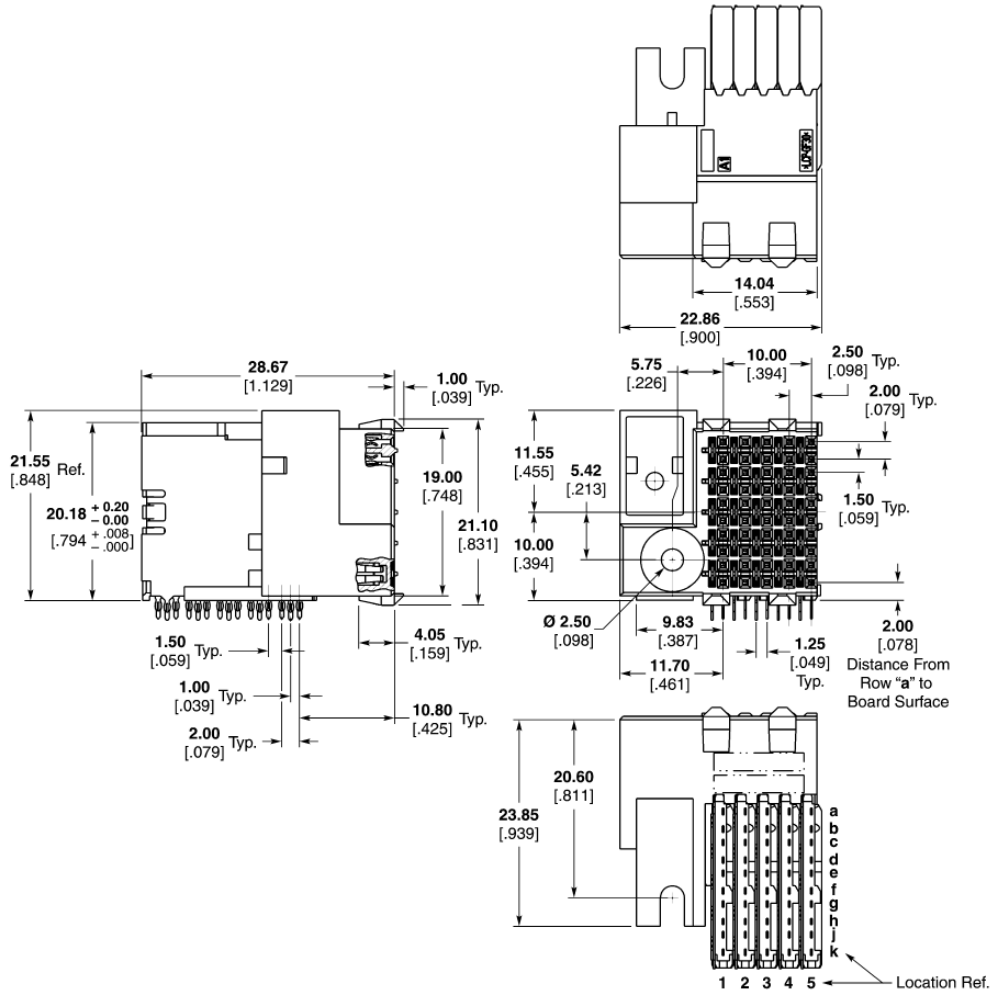 A1
>LCP-GF30<
14.04
[.553]
22.86
[.900]
28.67
[1.129]
1.00
[.039]
Typ.
21.55
[.848]
Ref.
20.18 + 0.20
– 0.00
[.794 + .008
– .000]
19.00
[.748]
21.10
[.831]
1.50
[.059]
Typ.
4.05
[.159]
Typ.
1.00
[.039]
Typ.
10.80
[.425]
Typ.
2.00
[.079]
Typ.
5.75
[.226]
10.00
[.394]
2.50
[.098]
Typ.
2.00
[.079]
Typ.
11.55
[.455]
5.42
[.213]
1.50
[.059]
Typ.
10.00
[.394]
Ø 2.50
[.098]
9.83
[.387]
11.70
[.461]
1.25
[.049]
Typ.
2.00
[.078]
Distance From
Row “a” to
Board Surface
20.60
[.811]
23.85
[.939]
a
b
c
d
e
f
g
h
j
k
1 2 3 4 5
Location Ref.